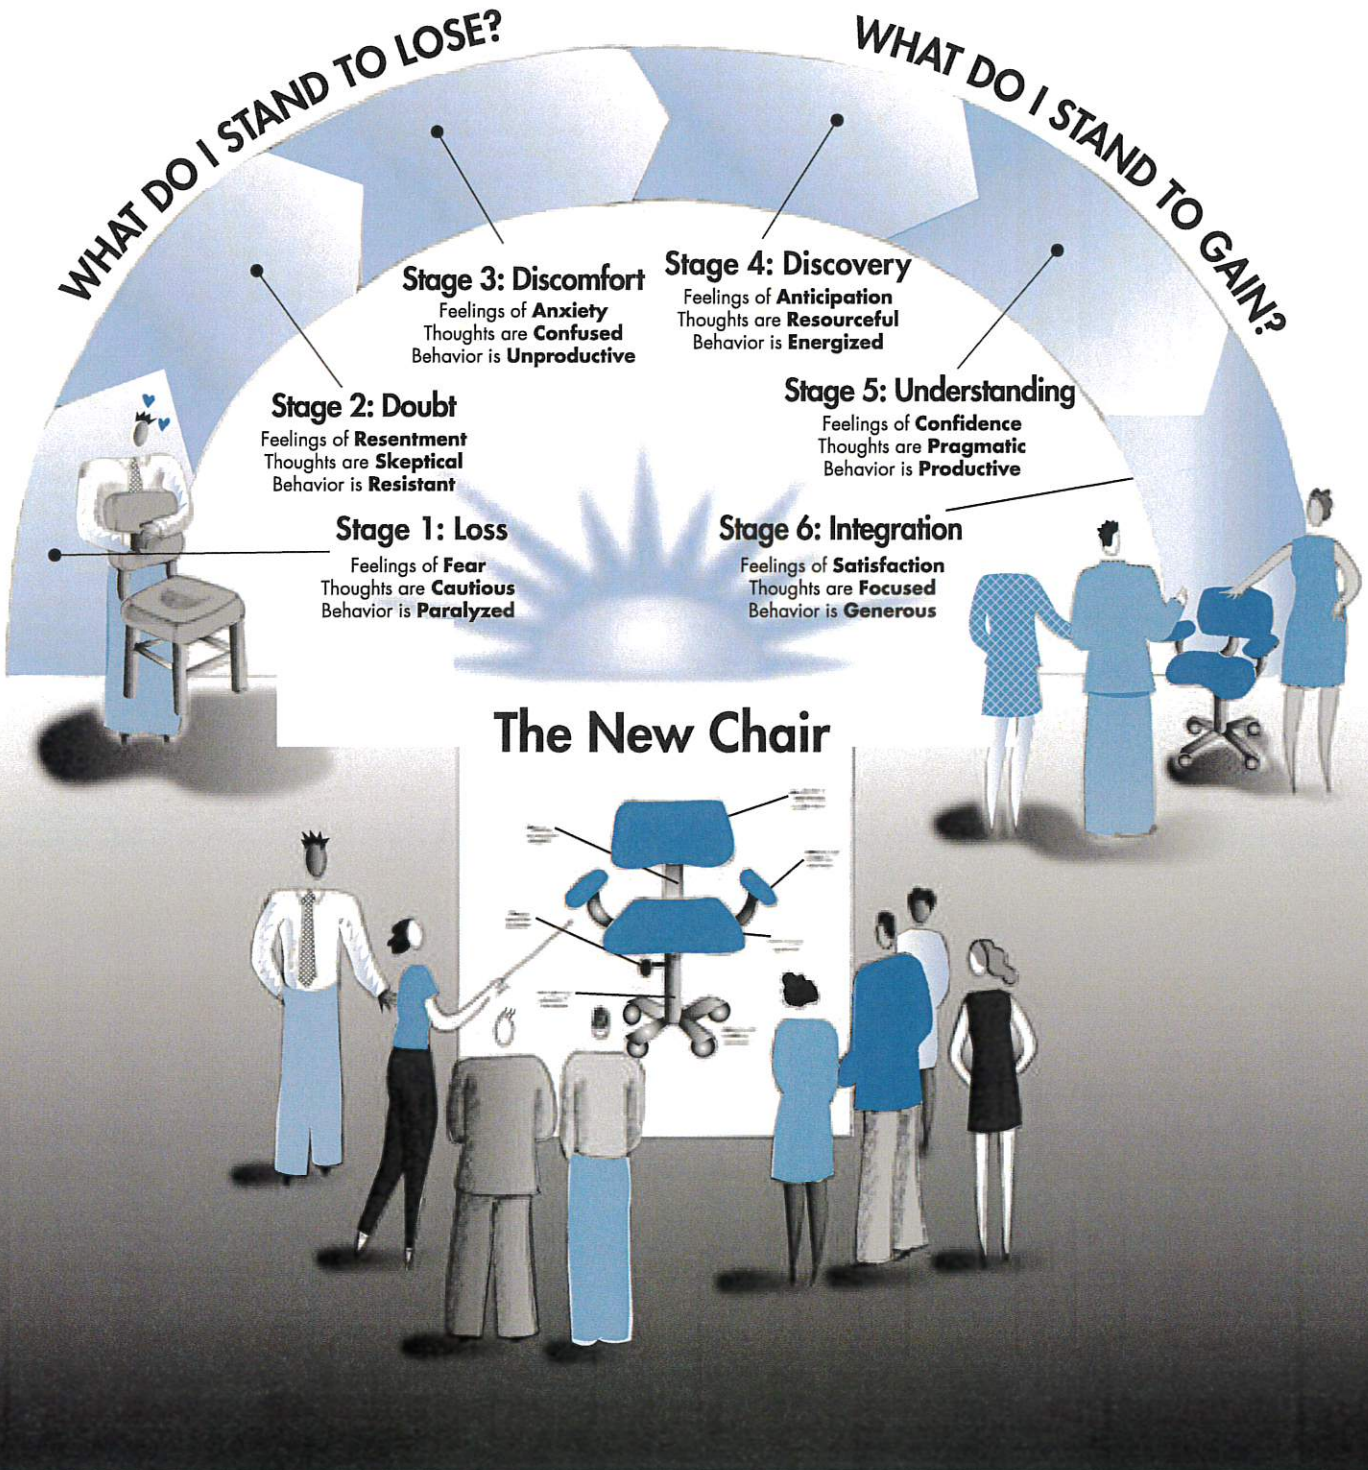 WHAT DO I STAND TO LOSE?
WHAT DO I STAND TO GAIN?
Stage 3: Discomfort
Feelings of Anxiety
Thoughts are Confused
Behavior is Unproductive
Stage 4: Discovery
Feelings of Anticipation
Thoughts are Resourceful
Behavior is Energized
Stage 2: Doubt
Feelings of Resentment
Thoughts are Skeptical
Behavior is Resistant
Stage 5: Understanding
Feelings of Confidence
Thoughts are Pragmatic
Behavior is Productive
Stage 1: Loss
Feelings of Fear
Thoughts are Cautious
Behavior is Paralyzed
Stage 6: Integration
Feelings of Satisfaction
Thoughts are Focused
Behavior is Generous
The New Chair